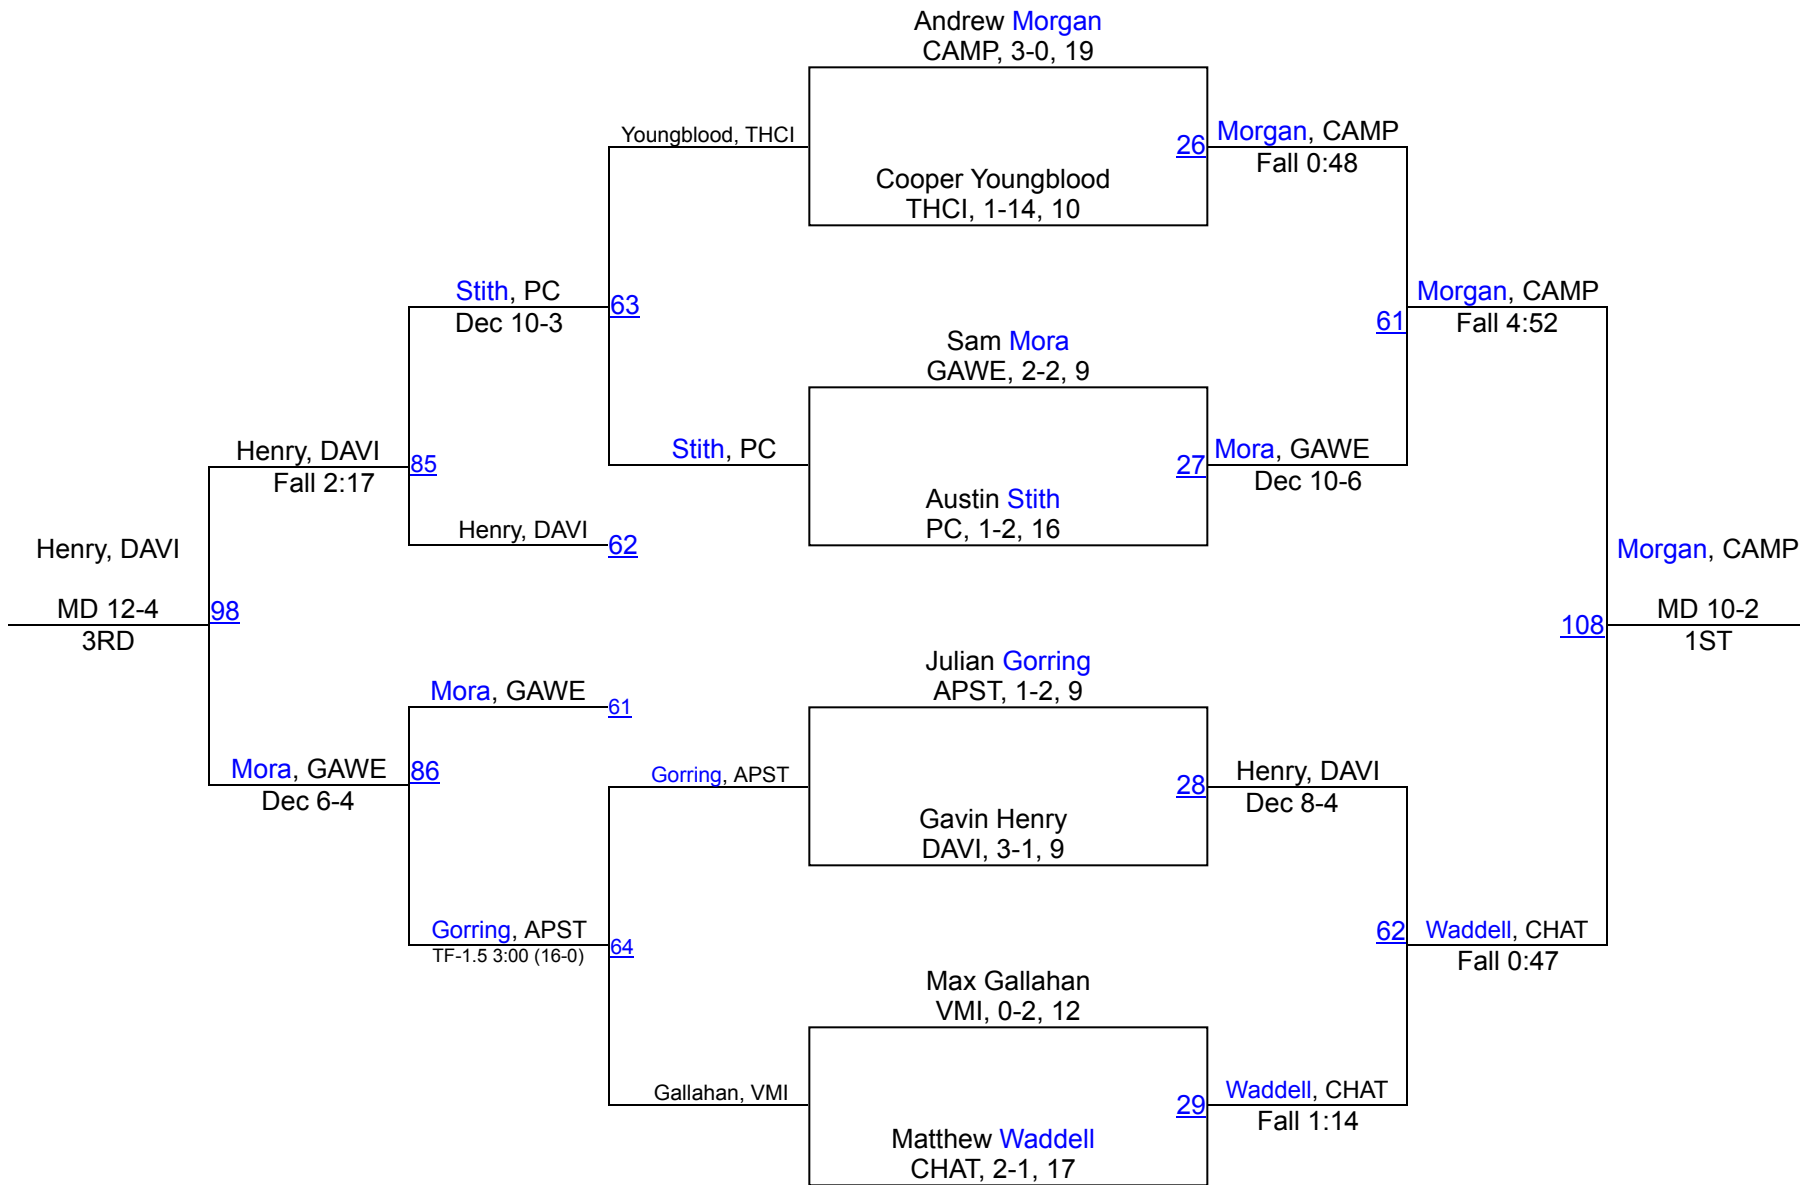 Andrew Morgan
CAMP, 3-0, 19
Youngblood, THCI
26
Morgan, CAMP
Fall 0:48
Cooper Youngblood
THCI, 1-14, 10
Stith, PC
Dec 10-3
63
Morgan, CAMP
Fall 4:52
61
Sam Mora
GAWE, 2-2, 9
Henry, DAVI
Fall 2:17
85
Stith, PC
27
Mora, GAWE
Dec 10-6
Austin Stith
PC, 1-2, 16
Henry, DAVI
62
Henry, DAVI
MD 12-4
3RD
98
Morgan, CAMP
MD 10-2
1ST
108
Julian Gorring
APST, 1-2, 9
Mora, GAWE
61
Mora, GAWE
Dec 6-4
86
Gorring, APST
28
Henry, DAVI
Dec 8-4
Gavin Henry
DAVI, 3-1, 9
Gorring, APST
TF-1.5 3:00 (16-0)
64
62
Waddell, CHAT
Fall 0:47
Max Gallahan
VMI, 0-2, 12
Gallahan, VMI
29
Waddell, CHAT
Fall 1:14
Matthew Waddell
CHAT, 2-1, 17